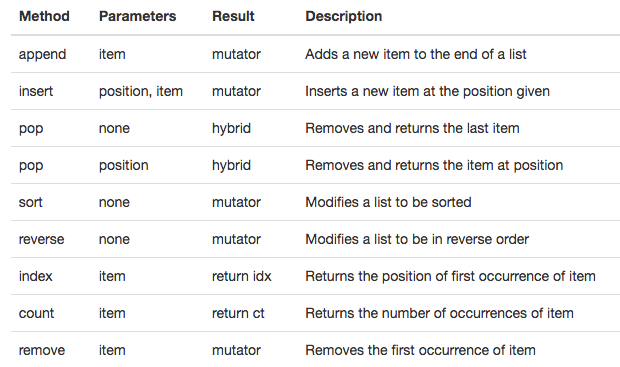 Method Parameters Result Description
append item mutator Adds a new item to the end of a list
insert position, item mutator Inserts a new item at the position given
pop none hybrid Removes and returns the last item
pop position hybrid Removes and returns the item at position
sort none mutator Modifies a list to be sorted
reverse none mutator Modifies a list to be in reverse order
index item return idx Returns the position of first occurrence of item
count item return ct Returns the number of occurrences of item
remove item mutator Removes the first occurrence of item